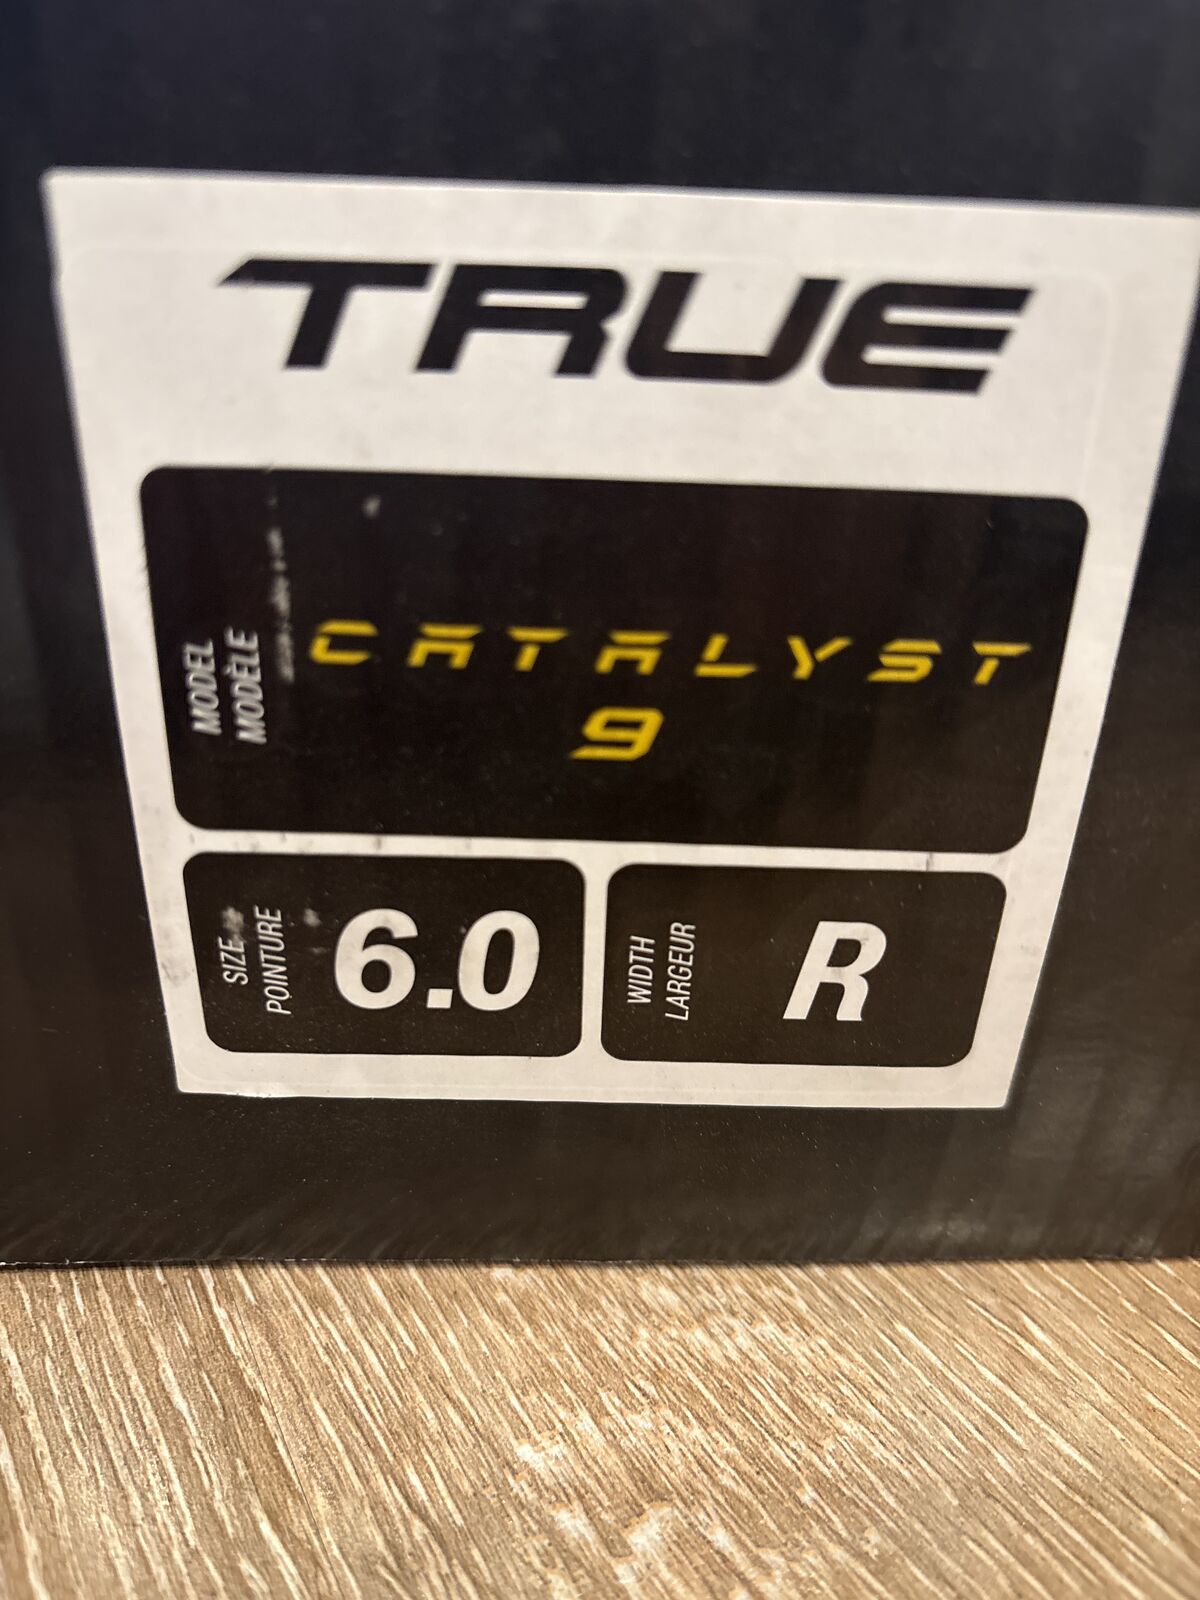 TRUE
MODEL
MODÈLE
CATALYST
9
SIZE
POINTURE
6.0
WIDTH
LARGEUR
R